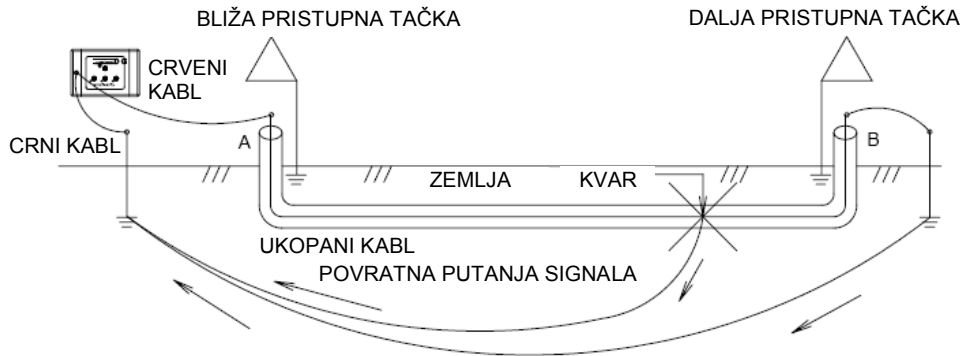 BLIŽA PRISTUPNA TAČKA
DALJA PRISTUPNA TAČKA
CRVENI
KABL
CRNI KABL
A
B
ZEMLJA
KVAR
UKOPANI KABL
POVRATNA PUTANJA SIGNALA